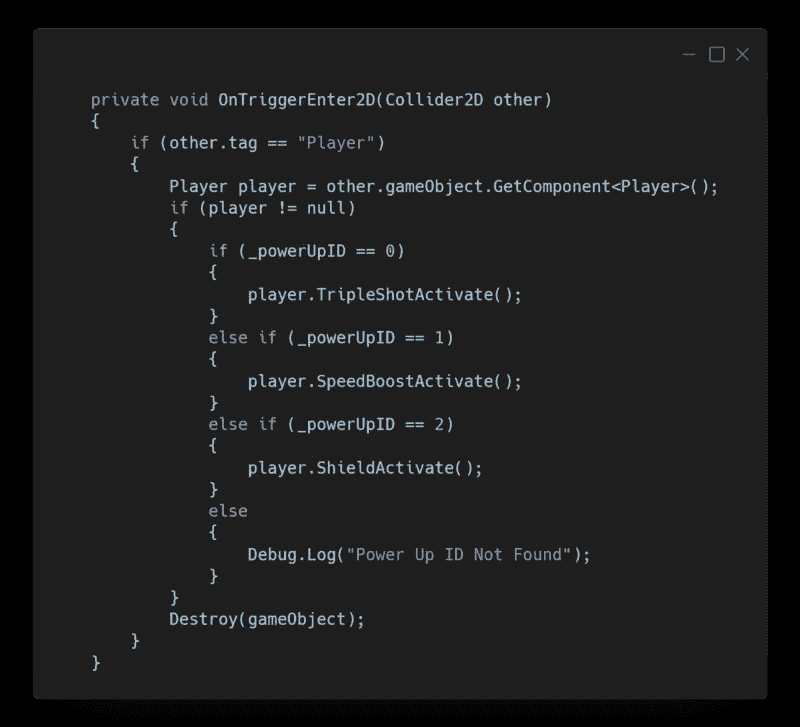 private void OnTriggerEnter2D(Collider2D other)
{
    if (other.tag == "Player")
    {
        Player player = other.gameObject.GetComponent<Player>();
        if (player != null)
        {
            if (_powerUpID == 0)
            {
                player.TripleShotActivate();
            }
            else if (_powerUpID == 1)
            {
                player.SpeedBoostActivate();
            }
            else if (_powerUpID == 2)
            {
                player.ShieldActivate();
            }
            else
            {
                Debug.Log("Power Up ID Not Found");
            }
        }
        Destroy(gameObject);
    }
}